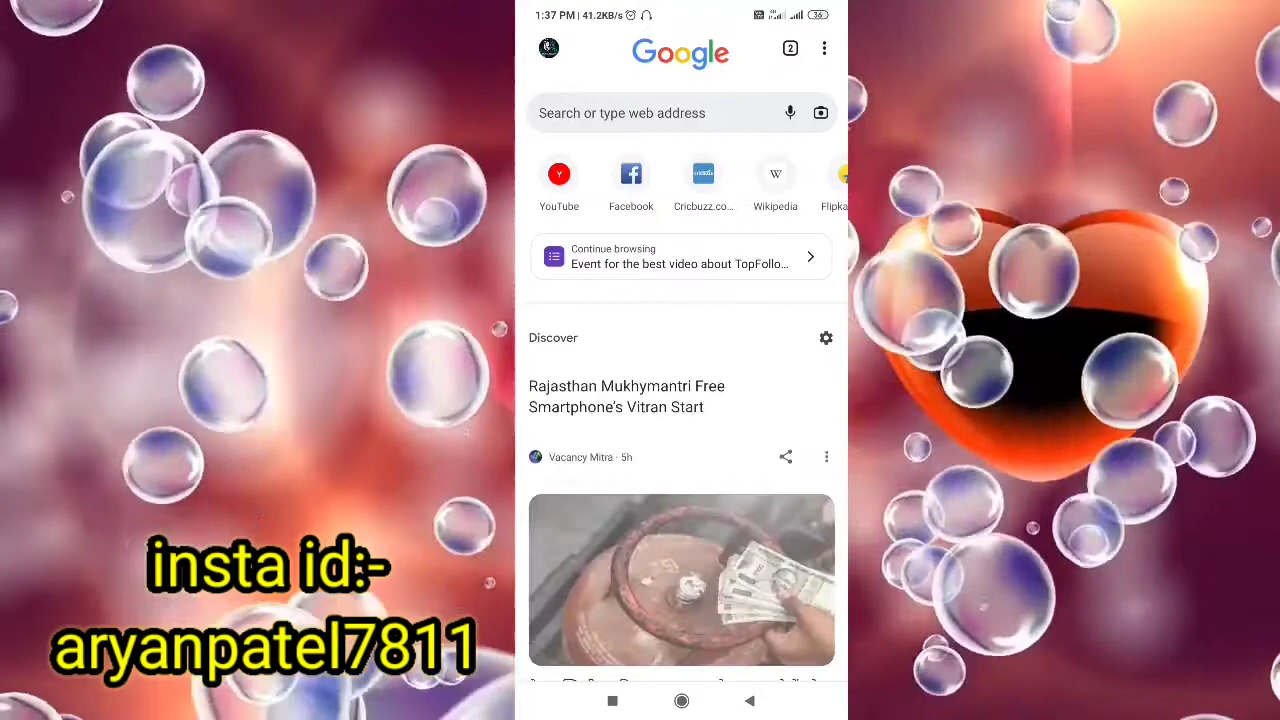 1:37 PM | 41.2KB/s
36
Google
2
Search or type web address
YouTube
Facebook
Cricbuzz.co...
Wikipedia
Flipka
Continue browsing
Event for the best video about TopFollo...
Discover
Rajasthan Mukhymantri Free
Smartphone's Vitran Start
Vacancy Mitra · 5h
insta id:-
aryanpatel7811